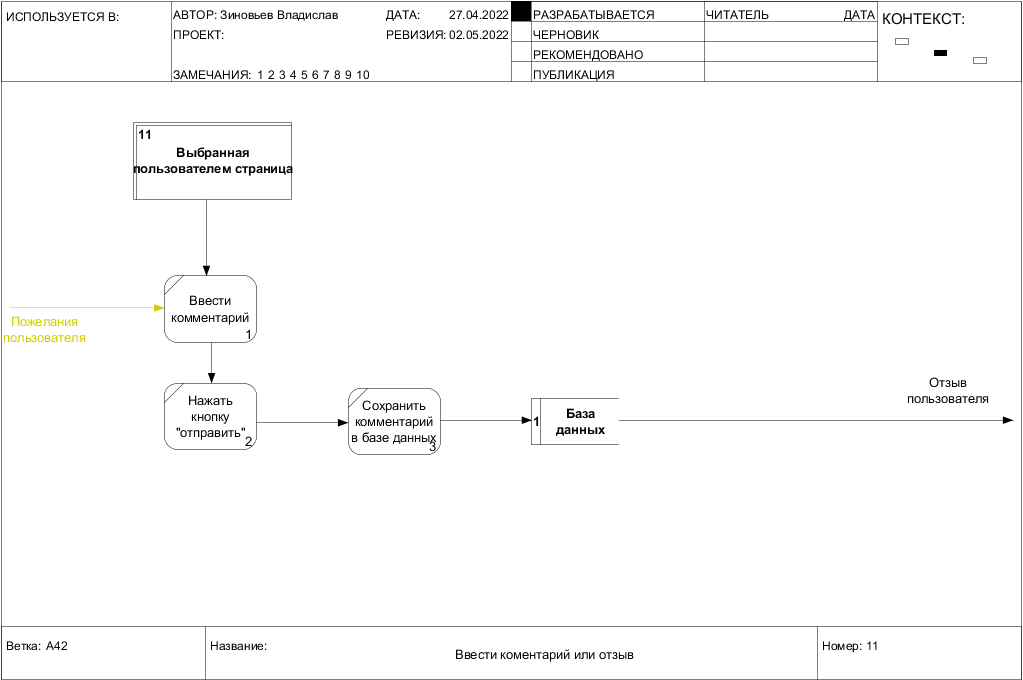 ИСПОЛЬЗУЕТСЯ В:
АВТОР: Зиновьев Владислав
ДАТА: 27.04.2022
ПРОЕКТ:
РЕВИЗИЯ: 02.05.2022
ЗАМЕЧАНИЯ: 1 2 3 4 5 6 7 8 9 10
РАЗРАБАТЫВАЕТСЯ
ЧЕРНОВИК
РЕКОМЕНДОВАНО
ПУБЛИКАЦИЯ
ЧИТАТЕЛЬ
ДАТА
КОНТЕКСТ:
11
Выбранная
пользователем страница
Ввести
комментарий
1
Пожелания
пользователя
Нажать
кнопку
"отправить"
2
Сохранить
комментарий
в базе данных
3
1
База
данных
Отзыв
пользователя
Ветка: A42
Название:
Ввести коментарий или отзыв
Номер: 11